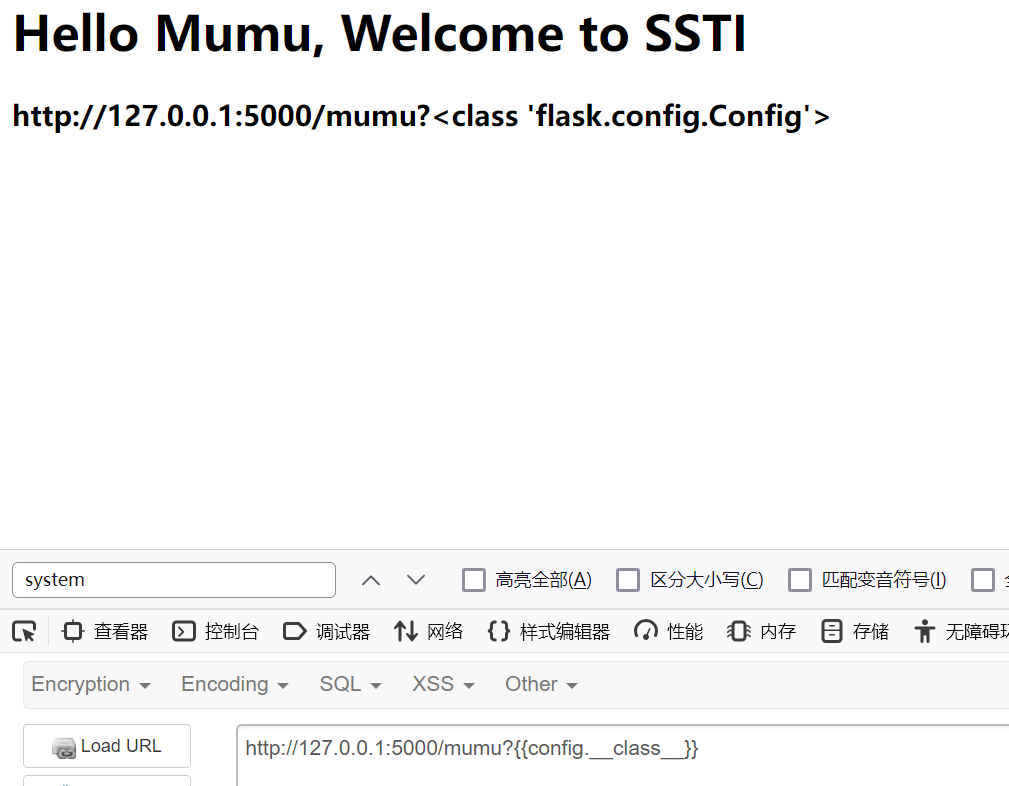 Hello Mumu, Welcome to SSTI
http://127.0.0.1:5000/mumu?<class 'flask.config.Config'>
system 高亮全部(A) 区分大小写(C) 匹配变音符号(I)
查看器 控制台 调试器 网络 样式编辑器 性能 内存 存储 无障碍环
Encryption Encoding SQL XSS Other
Load URL http://127.0.0.1:5000/mumu?{{config.__class__}}